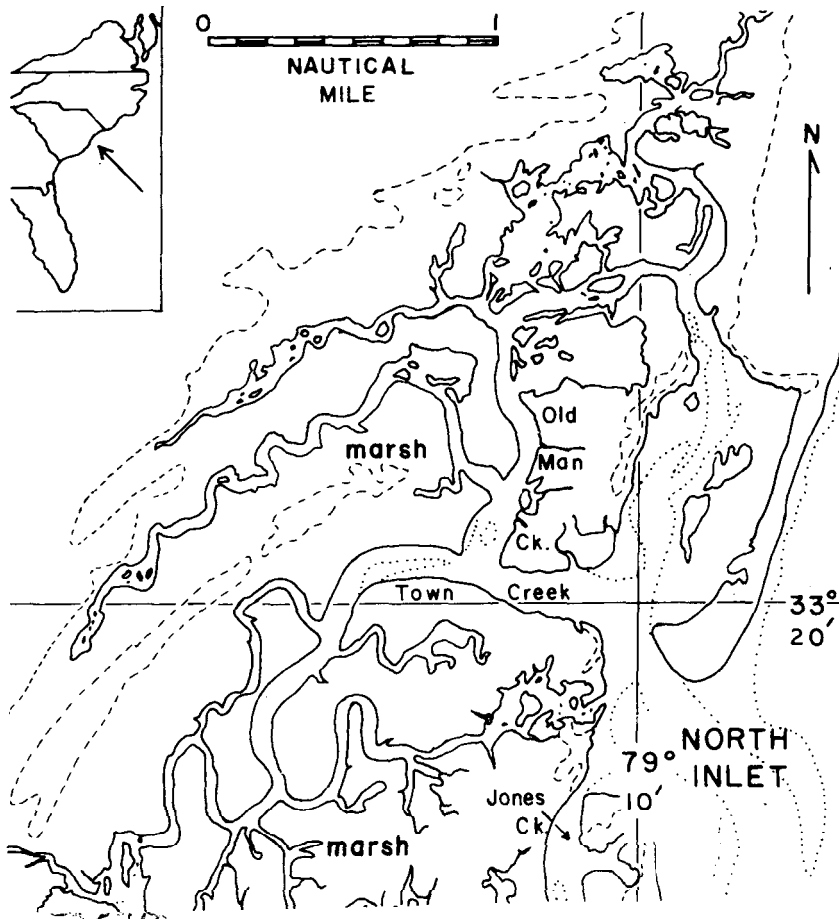 0 1
NAUTICAL
MILE
N
Old
marsh
Man
Ck.
Town Creek
33°
20'
79°
10'
NORTH
INLET
Jones
Ck.
marsh